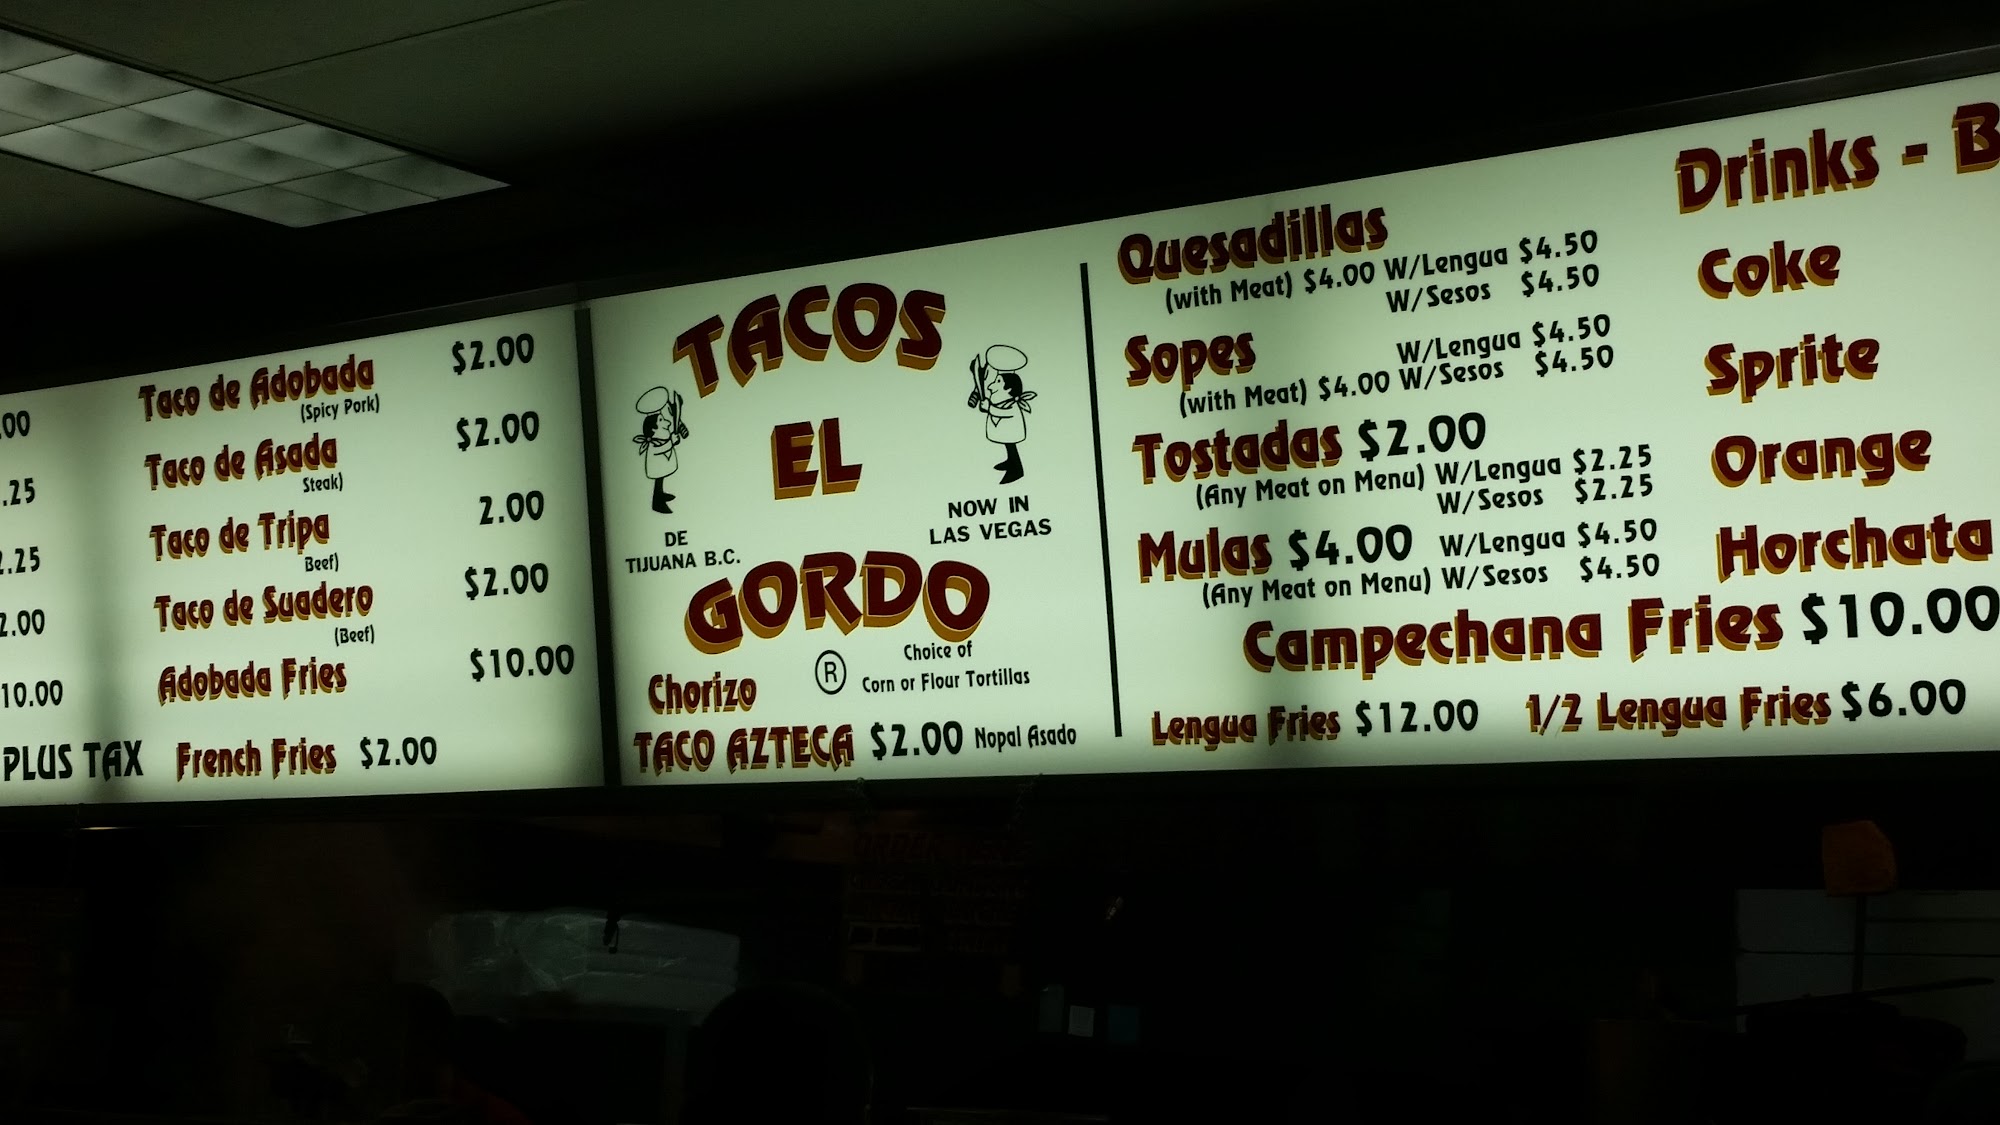 .00
.25
2.25
2.00
10.00
PLUS TAX
Taco de Adobada $2.00
(Spicy Pork)
Taco de Asada $2.00
Steak)
Taco de Tripa 2.00
Beef)
Taco de Suadero $2.00
(Beef)
Adobada Fries $10.00
French Fries $2.00
TACOS
EL
GORDO
DE
TIJUANA B.C.
NOW IN
LAS VEGAS
®
Choice of
Corn or Flour Tortillas
Chorizo
TACO AZTECA $2.00 Nopal Asado
Quesadillas
(with Meat) $4.00 W/Lengua $4.50
W/Sesos $4.50
Sopes W/Lengua $4.50
(with Meat) $4.00 W/Sesos $4.50
Tostadas $2.00
(Any Meat on Menu) W/Lengua $2.25
W/Sesos $2.25
Mulas $4.00 W/Lengua $4.50
(Any Meat on Menu) W/Sesos $4.50
Campechana Fries $10.00
Lengua Fries $12.00 1/2 Lengua Fries $6.00
Drinks - B
Coke
Sprite
Orange
Horchata